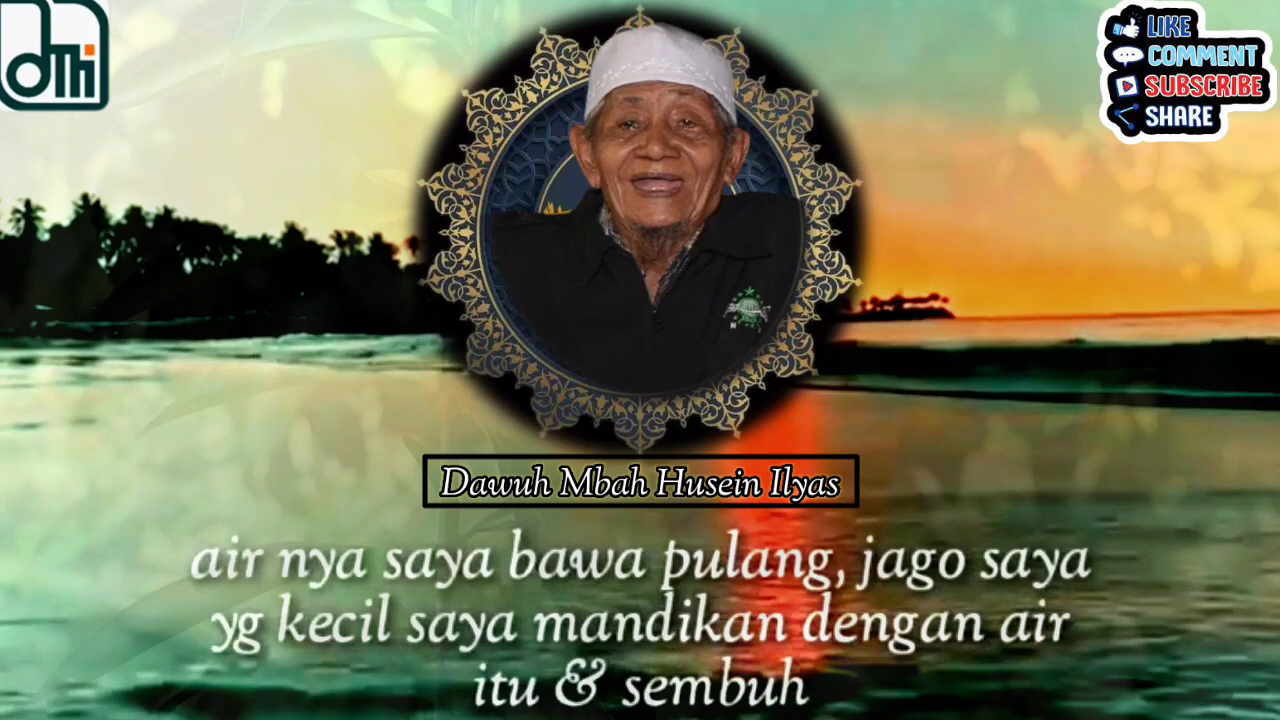 dMi
LIKE
COMMENT
SUBSCRIBE
SHARE
Dawuh Mbah Husein Ilyas
air nya saya bawa pulang, jago saya
yg kecil saya mandikan dengan air
itu & sembuh